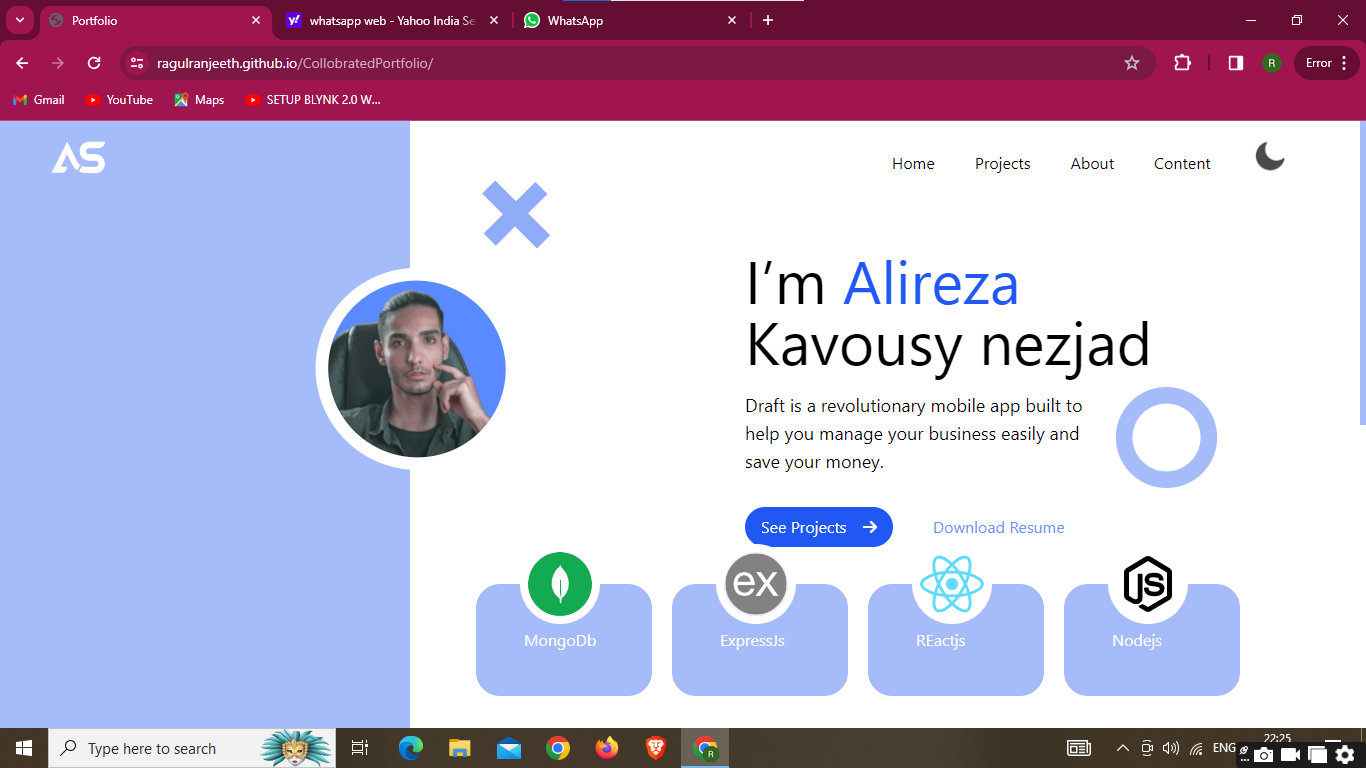 Portfolio
whatsapp web - Yahoo India Se
WhatsApp
ragulranjeeth.github.io/CollobratedPortfolio/
R
Error
Gmail
YouTube
Maps
SETUP BLYNK 2.0 W...
AS
Home
Projects
About
Content
I'm Alireza
Kavousy nezjad
Draft is a revolutionary mobile app built to
help you manage your business easily and
save your money.
See Projects
Download Resume
ex
JS
MongoDb
ExpressJs
REactjs
Nodejs
Type here to search
R
ENG
22:25